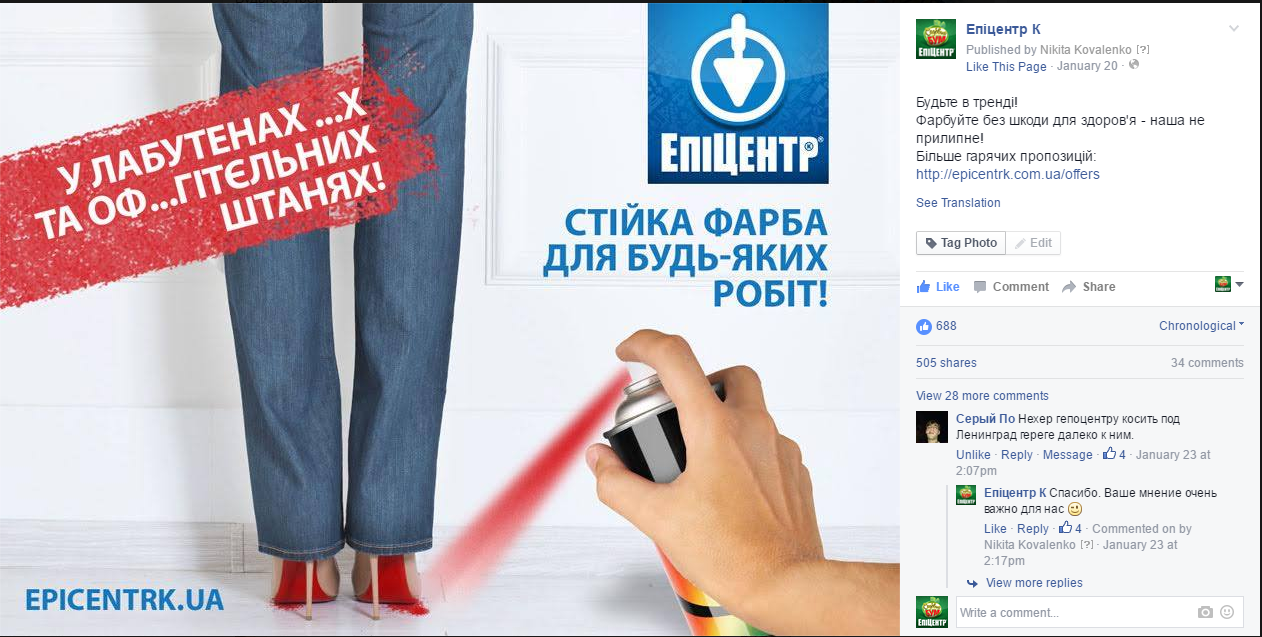 У ЛАБУТЕНАХ ...Х
ТА ОФ...ГІТЄЛЬНИХ
ШТАНЯХ!
ЕПІЦЕНТР®
СТІЙКА ФАРБА
ДЛЯ БУДЬ-ЯКИХ
РОБІТ!
EPICENTRK.UA
ЕПІЦЕНТР
Епіцентр К
Published by Nikita Kovalenko [?]
Like This Page · January 20 ·
Будьте в тренді!
Фарбуйте без шкоди для здоров'я - наша не
прилипне!
Більше гарячих пропозицій:
http://epicentrk.com.ua/offers
See Translation
Tag Photo Edit
Like Comment Share
688 Chronological
505 shares 34 comments
View 28 more comments
Серый По Нехер гепоцентру косить под
Ленинград гереге далеко к ним.
Unlike · Reply · Message · 4 · January 23 at
2:07pm
Епіцентр К Спасибо. Ваше мнение очень
важно для нас
Like · Reply · 4 · Commented on by
Nikita Kovalenko [?] · January 23 at
2:17pm
View more replies
Write a comment...